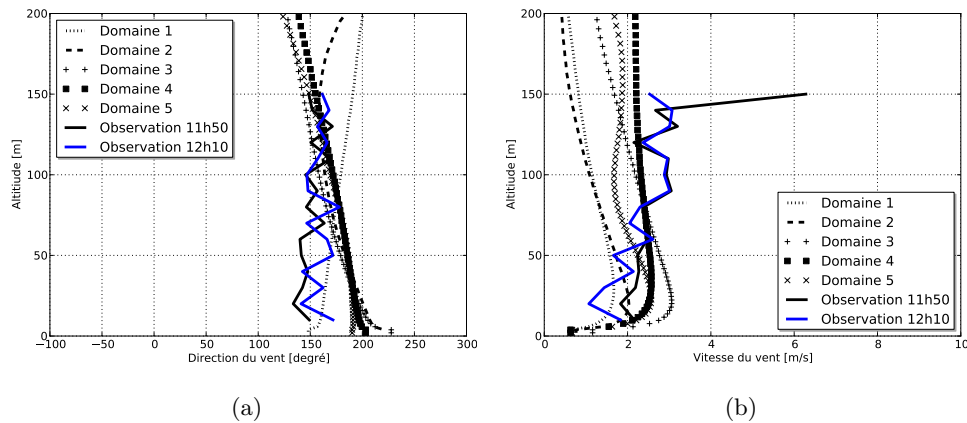 200
150
100
50
0
Altitiude [m]
−100
−50
0
50
100
150
200
250
300
Direction du vent [degré]
Domaine 1
Domaine 2
Domaine 3
Domaine 4
Domaine 5
Observation 11h50
Observation 12h10
(a)
200
150
100
50
0
Altitiude [m]
0
2
4
6
8
10
Vitesse du vent [m/s]
Domaine 1
Domaine 2
Domaine 3
Domaine 4
Domaine 5
Observation 11h50
Observation 12h10
(b)